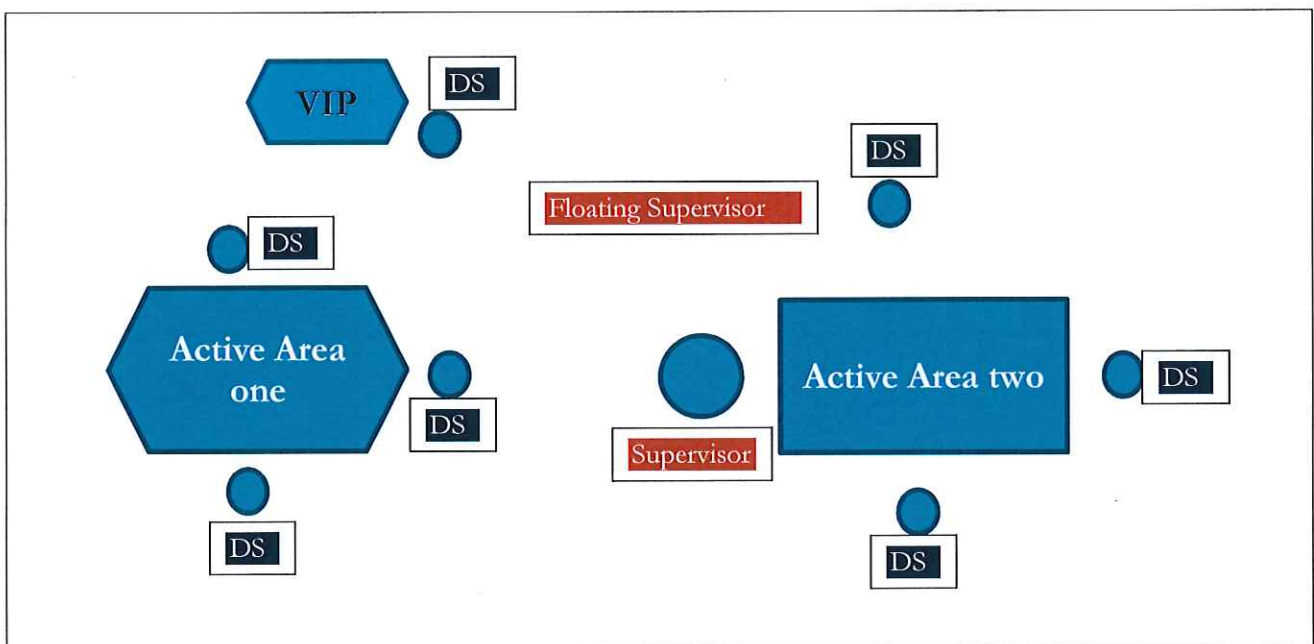 VIP
DS
DS
Floating Supervisor
DS
Active Area
one
Active Area two
DS
DS
Supervisor
DS
DS